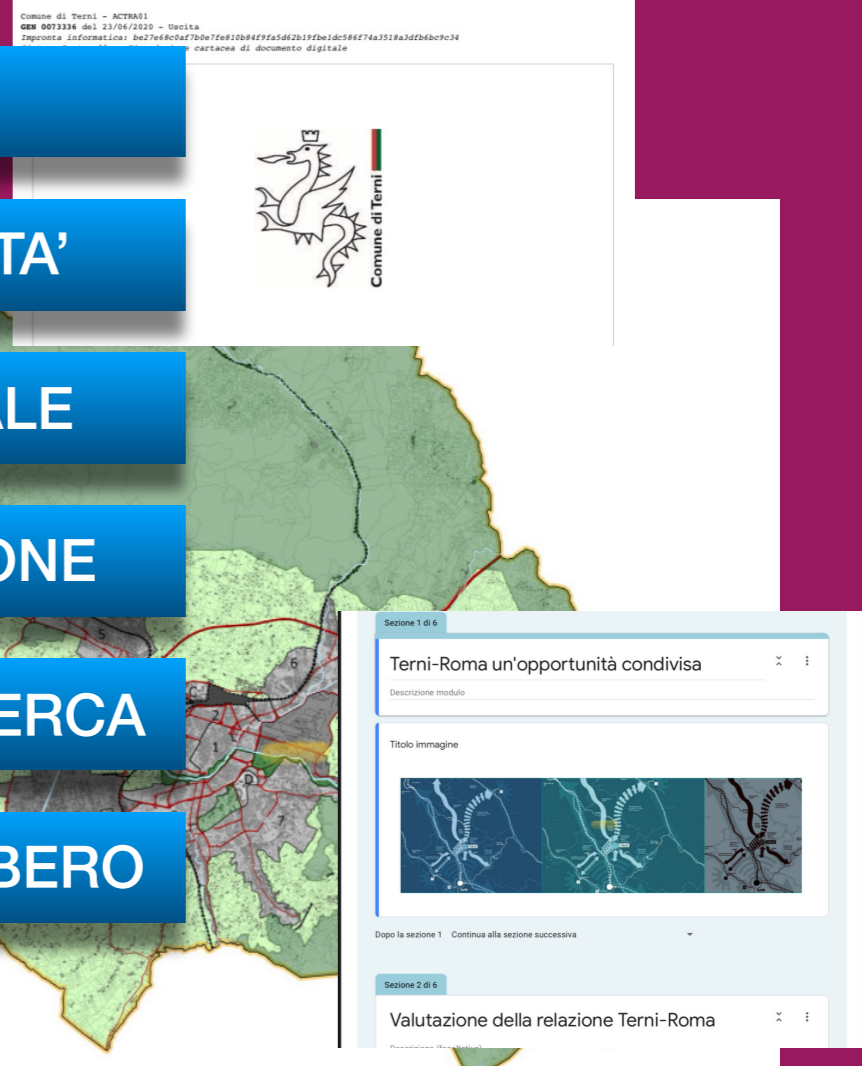 Comune di Terni - ACTRA01
GEN 0073336 del 23/06/2020 - Uscita
Impronta informatica: be27e68c0af7b0e7fe810b84f9fa5d62b19fbe1dc586f74a3518a3dfb6bc9c34
cartacea di documento digitale
Comune di Terni
TA’
ALE
ONE
ERCA
BERO
5
6
C
2
1
D
7
Sezione 1 di 6
Terni-Roma un'opportunità condivisa
Descrizione modulo
Titolo immagine
Dopo la sezione 1 Continua alla sezione successiva
Sezione 2 di 6
Valutazione della relazione Terni-Roma